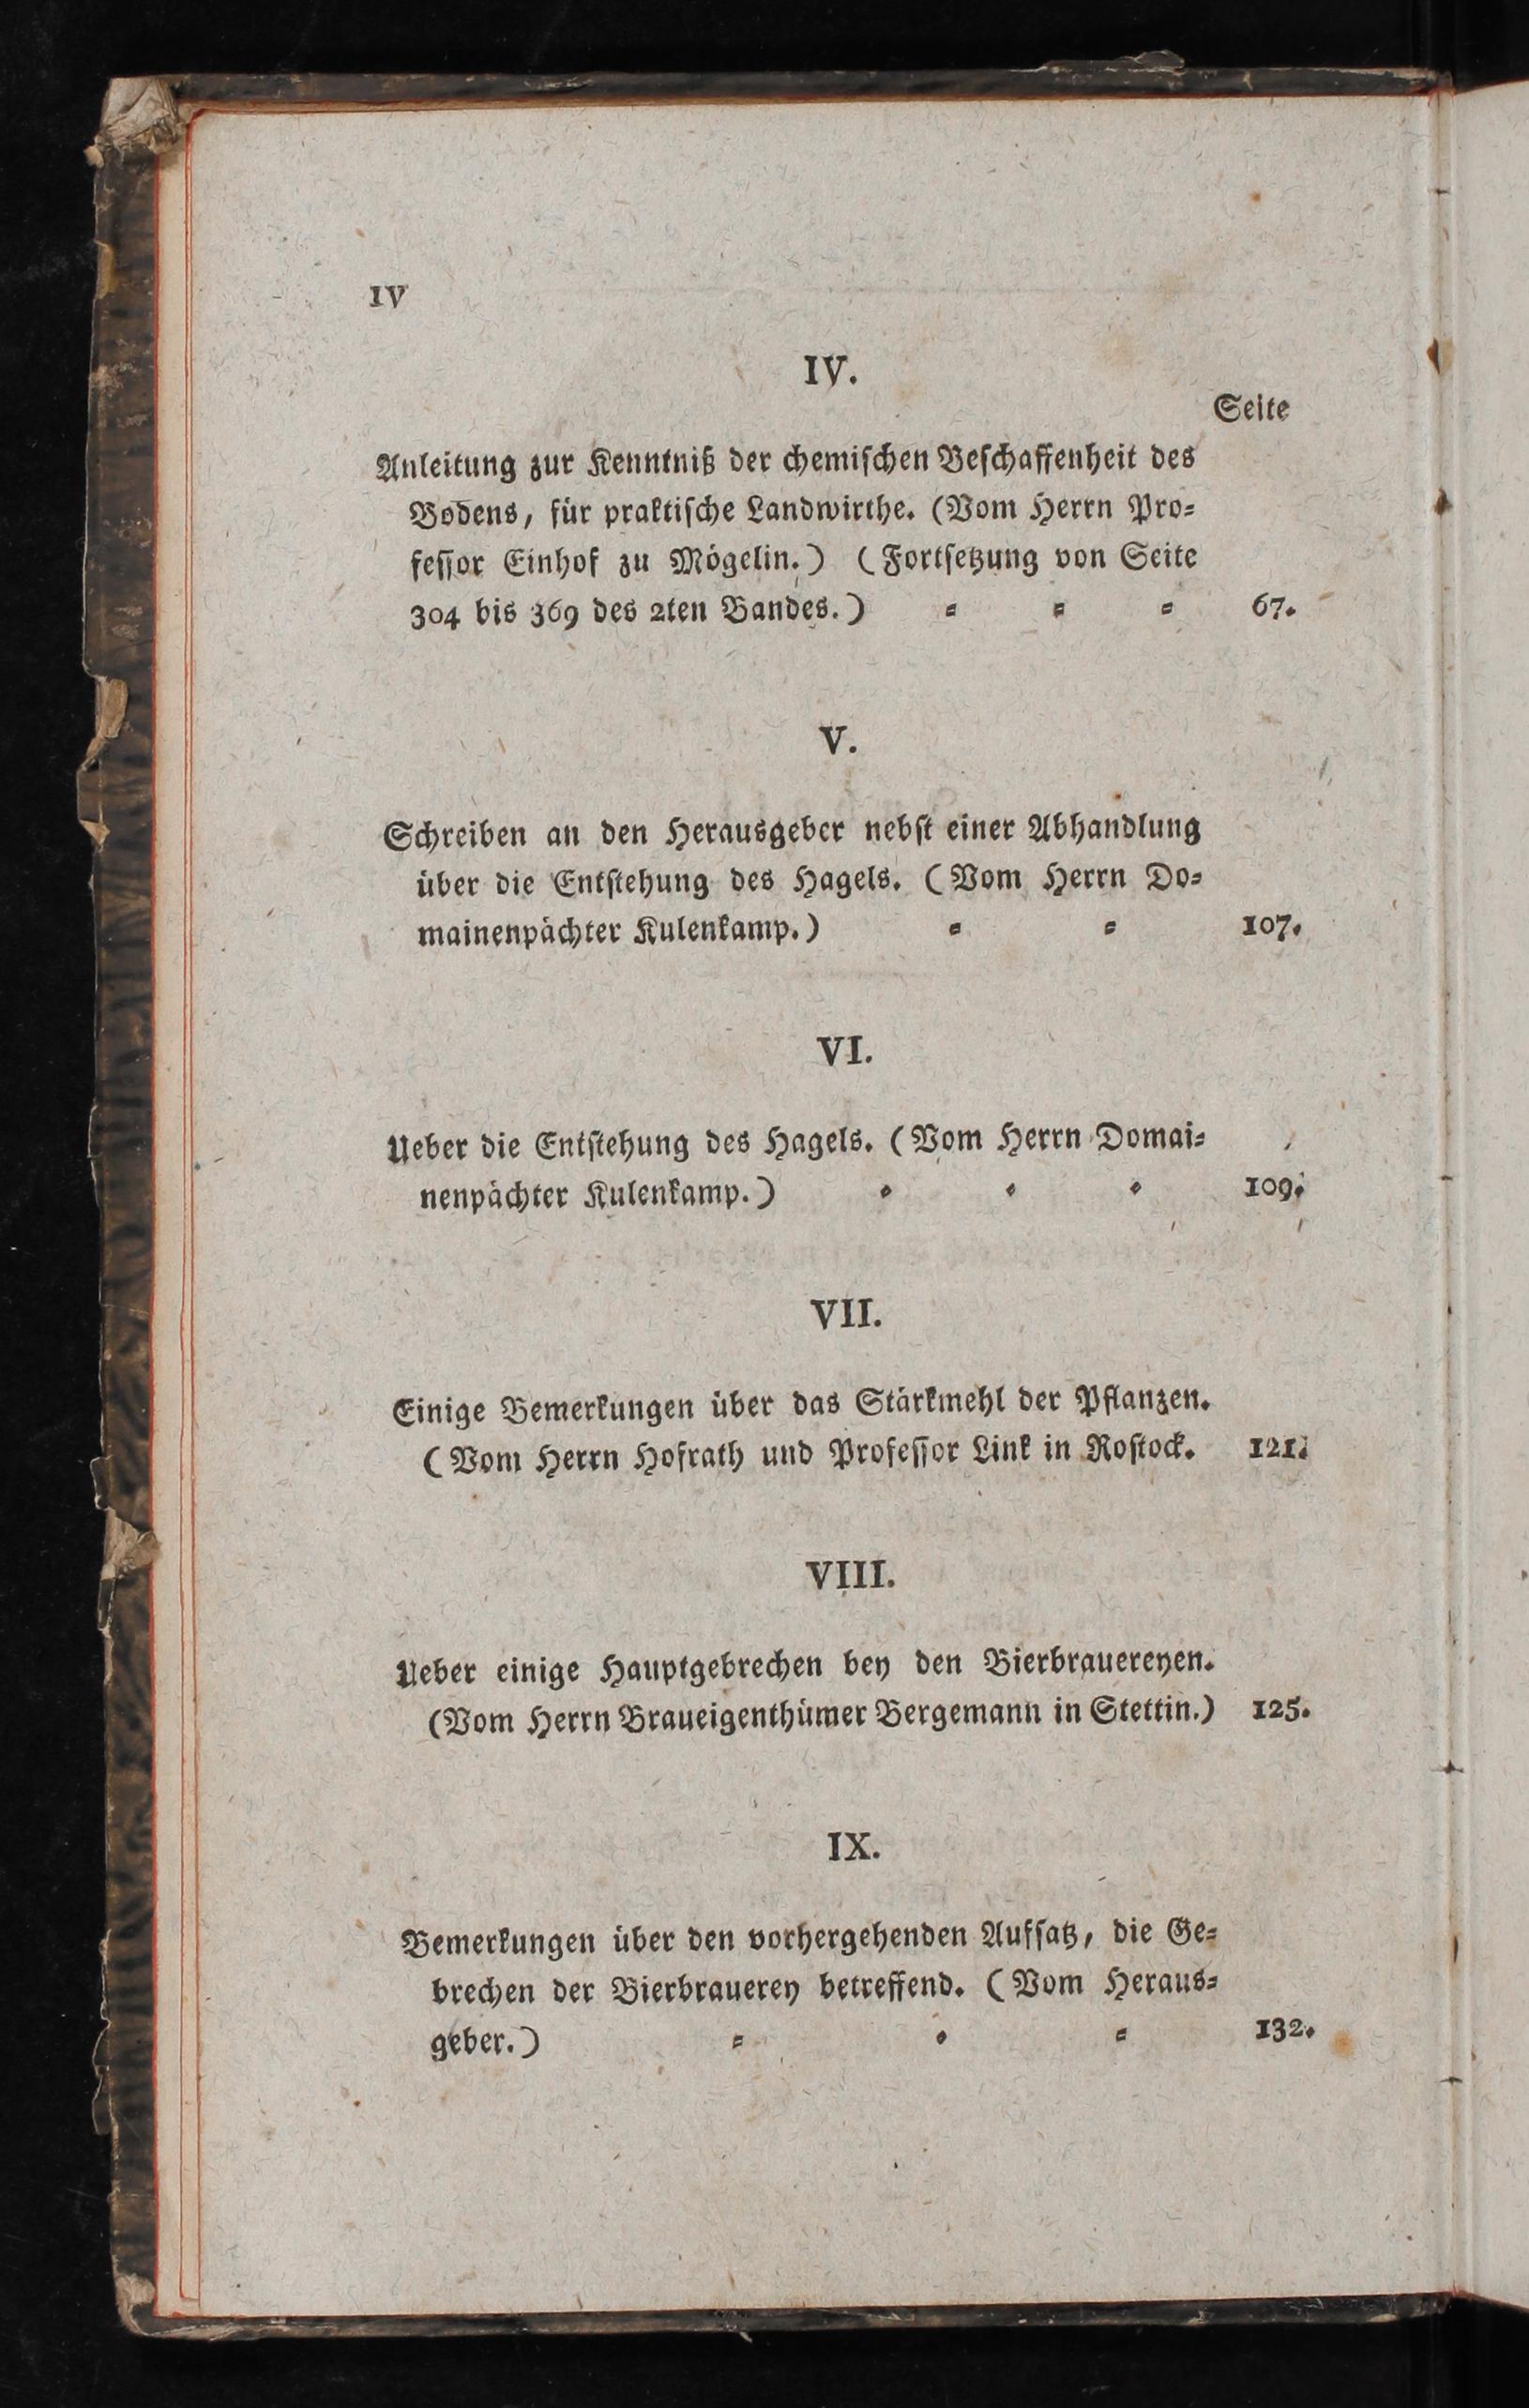 IV
IV.
Seite
Anleitung zur Kenntniß der chemischen Beschaffenheit des
Bodens, für praktische Landwirthe. (Vom Herrn Pro=
fessor Einhof zu Mögelin.) (Fortsetzung von Seite
304 bis 369 des 2ten Bandes.) = = = 67.
V.
Schreiben an den Herausgeber nebst einer Abhandlung
über die Entstehung des Hagels. (Vom Herrn Do=
mainenpächter Kulenkamp.) = = 107.
VI.
Ueber die Entstehung des Hagels. (Vom Herrn Domai=
nenpächter Kulenkamp.) = = = 109.
VII.
Einige Bemerkungen über das Stärkmehl der Pflanzen.
(Vom Herrn Hofrath und Professor Link in Rostock. 121.
VIII.
Ueber einige Hauptgebrechen bey den Bierbrauereyen.
(Vom Herrn Braueigenthümer Bergemann in Stettin.) 125.
IX.
Bemerkungen über den vorhergehenden Aufsatz, die Ge=
brechen der Bierbrauerey betreffend. (Vom Heraus=
geber.) = = = 132.